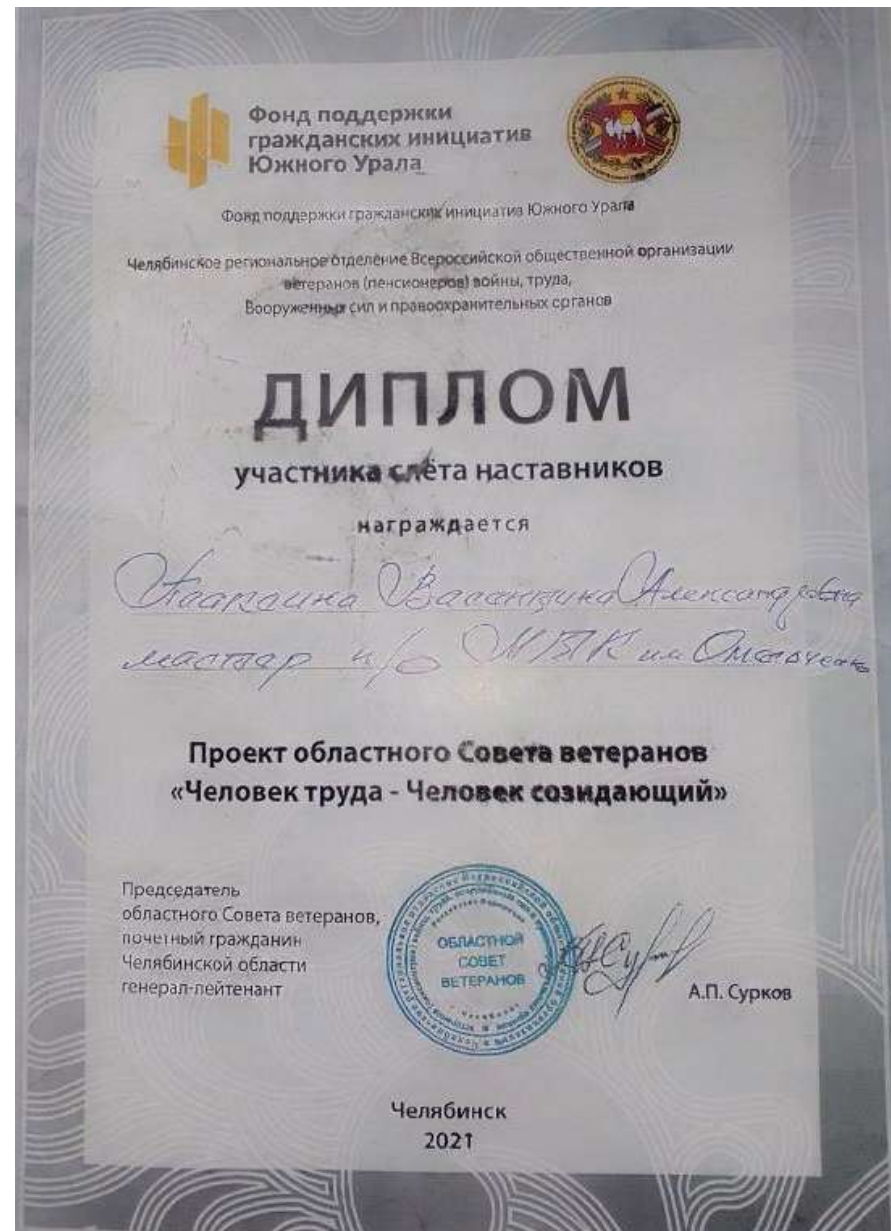 Фонд поддержки
гражданских инициатив
Южного Урала
Фонд поддержки гражданских инициатив Южного Урала
Челябинское региональное отделение Всероссийской общественной организации
ветеранов (пенсионеров) войны, труда,
Вооруженных сил и правоохранительных органов
ДИПЛОМ
участника слёта наставников
награждается
Валентина Александровна
мастер п/о МПК им
Проект областного Совета ветеранов
«Человек труда - Человек созидающий»
Председатель
областного Совета ветеранов,
почетный гражданин
Челябинской области
генерал-лейтенант
ОБЛАСТНОЙ
СОВЕТ
ВЕТЕРАНОВ
А.П. Сурков
Челябинск
2021